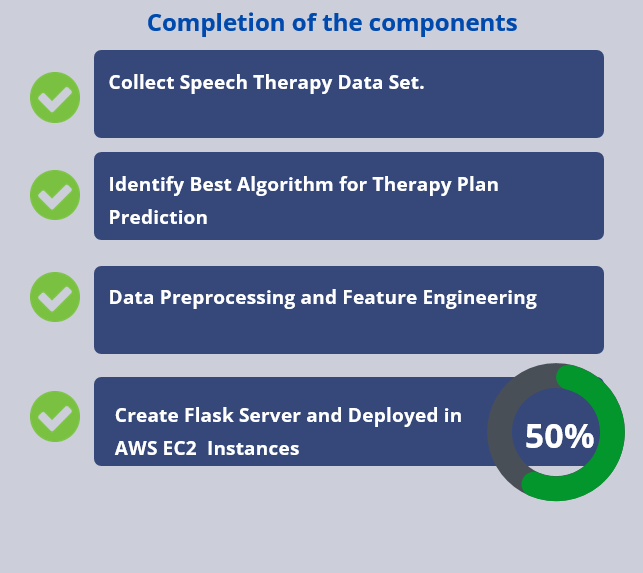 Completion of the components
Collect Speech Therapy Data Set.
Identify Best Algorithm for Therapy Plan
Prediction
Data Preprocessing and Feature Engineering
Create Flask Server and Deployed in
AWS EC2  Instances
50%